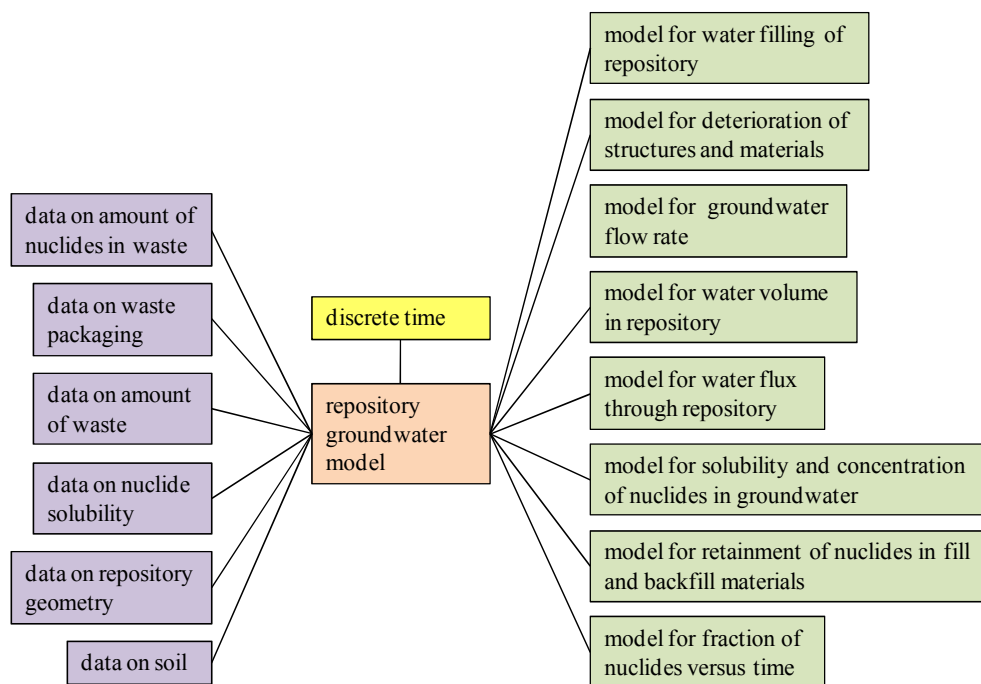 data on amount of
nuclides in waste
data on waste
packaging
data on amount
of waste
data on nuclide
solubility
data on repository
geometry
data on soil
discrete time
repository
groundwater
model
model for water filling of
repository
model for deterioration of
structures and materials
model for groundwater
flow rate
model for water volume
in repository
model for water flux
through repository
model for solubility and concentration
of nuclides in groundwater
model for retainment of nuclides in fill
and backfill materials
model for fraction of
nuclides versus time